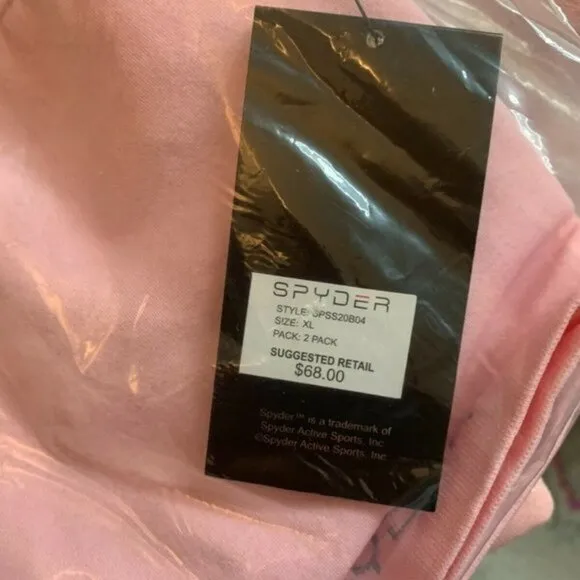 SPYDER
STYLE: SPSS20B04
SIZE: XL
PACK: 2 PACK
SUGGESTED RETAIL
$68.00
Spyder™ is a trademark of
Spyder Active Sports, Inc
©Spyder Active Sports, Inc